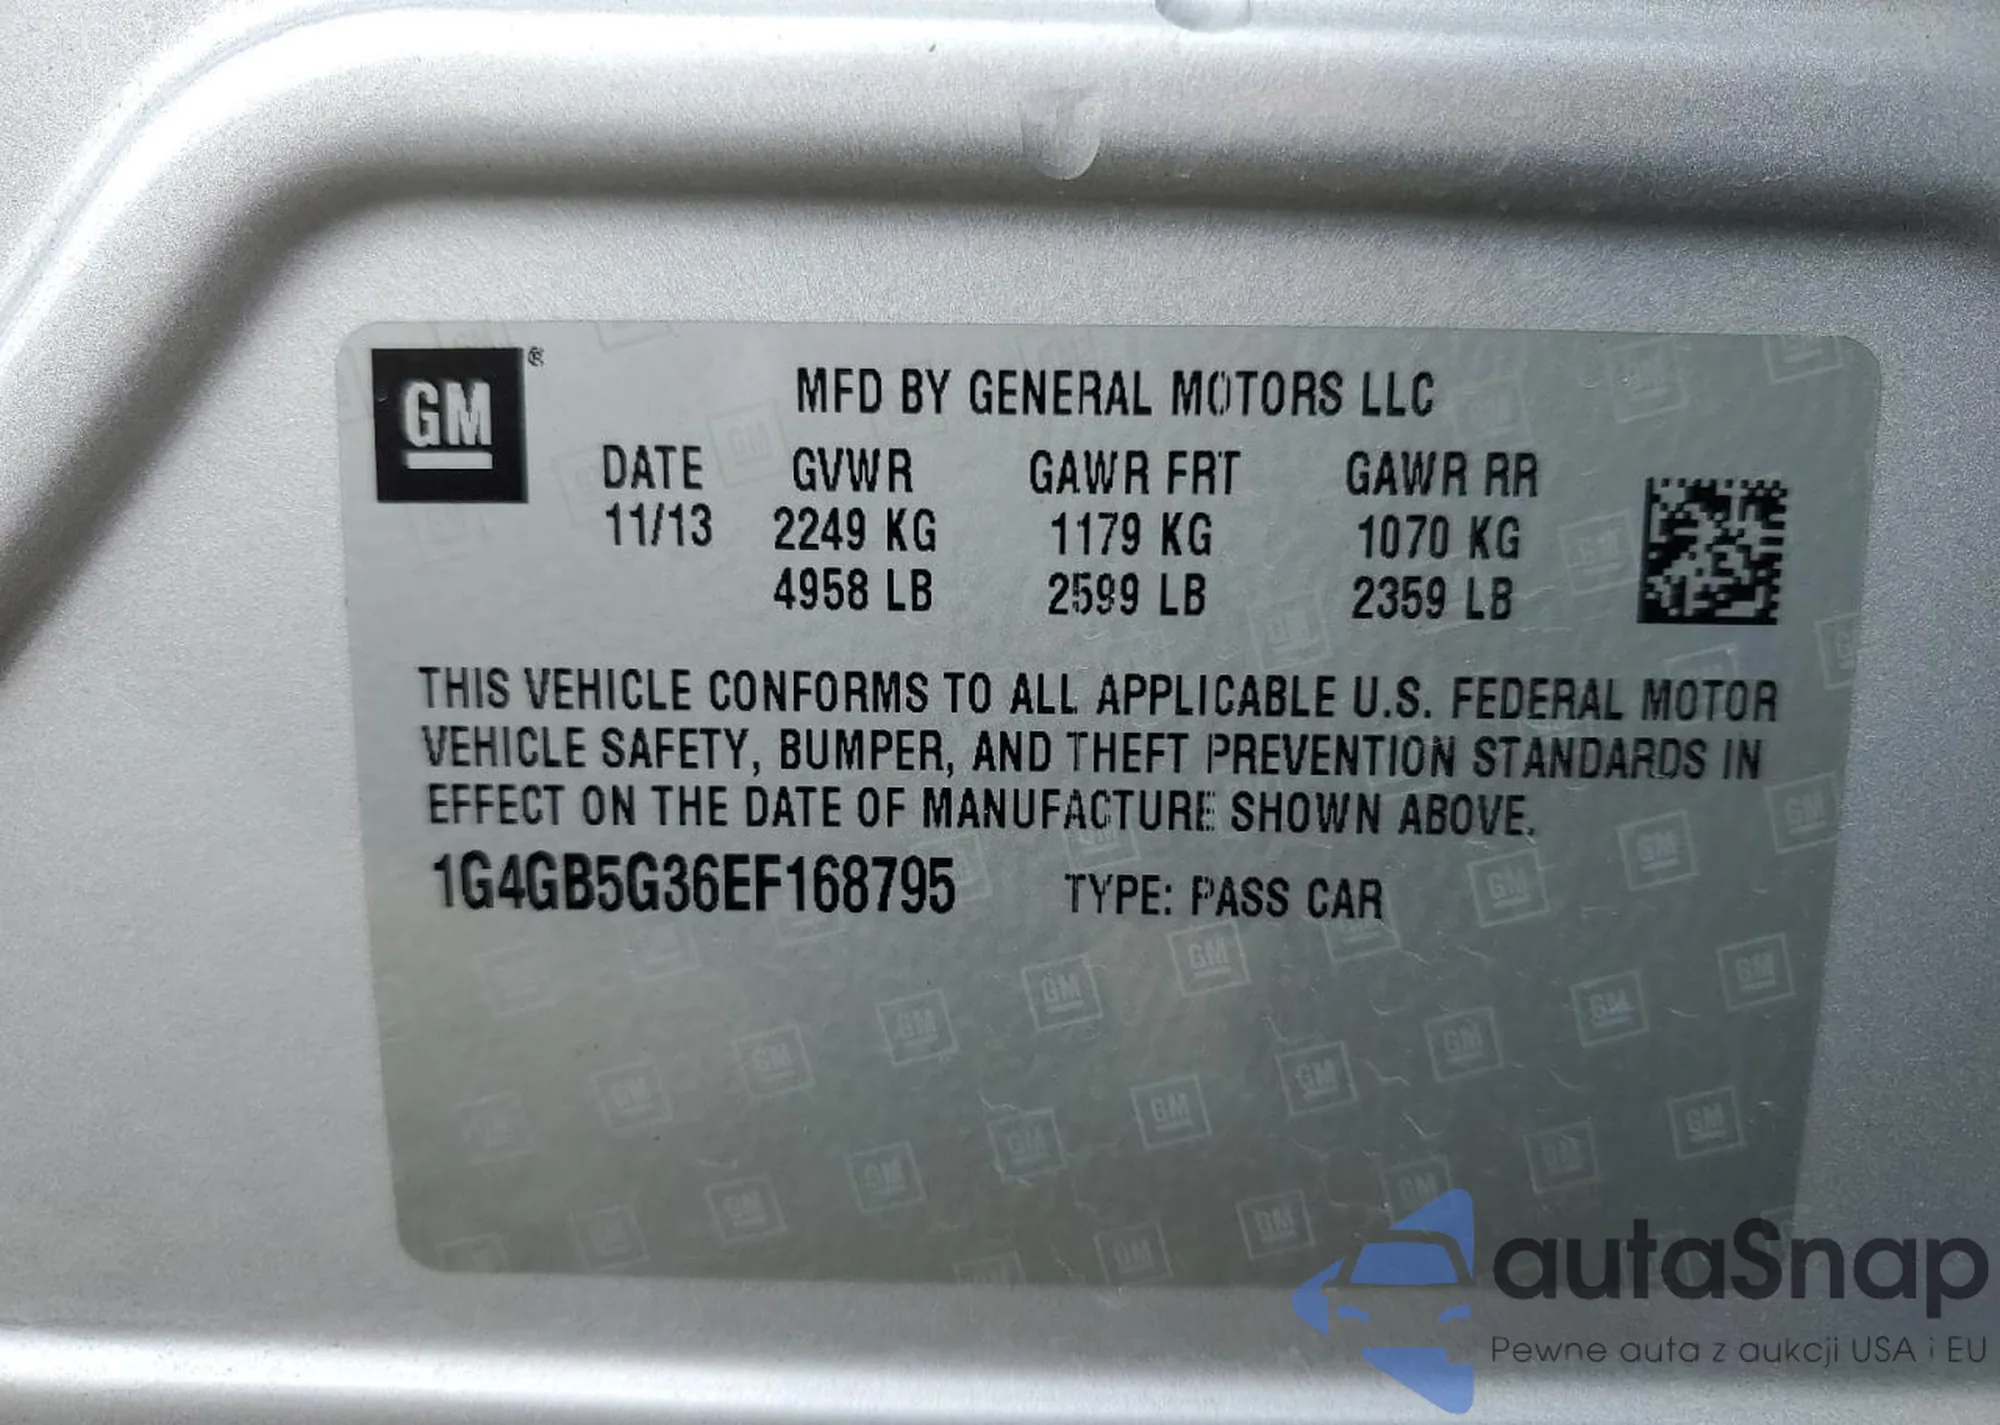 GM®
MFD BY GENERAL MOTORS LLC
DATE GVWR GAWR FRT GAWR RR
11/13 2249 KG 1179 KG 1070 KG
4958 LB 2599 LB 2359 LB
THIS VEHICLE CONFORMS TO ALL APPLICABLE U.S. FEDERAL MOTOR
VEHICLE SAFETY, BUMPER, AND THEFT PREVENTION STANDARDS IN
EFFECT ON THE DATE OF MANUFACTURE SHOWN ABOVE.
1G4GB5G36EF168795 TYPE: PASS CAR
autaSnap
Pewne auta z aukcji USA i EU